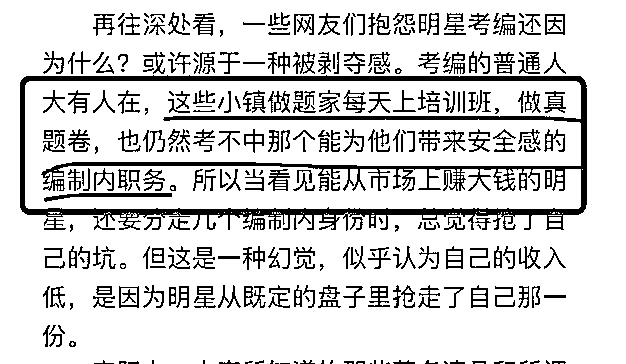 再往深处看，一些网友们抱怨明星考编还因
为什么？或许源于一种被剥夺感。考编的普通人
大有人在，这些小镇做题家每天上培训班，做真
题卷，也仍然考不中那个能为他们带来安全感的
编制内职务。所以当看见能从市场上赚大钱的明
星，还要分走几个编制内身份时，总觉得抢了自
己的坑。但这是一种幻觉，似乎认为自己的收入
低，是因为明星从既定的盘子里抢走了自己那一
份。